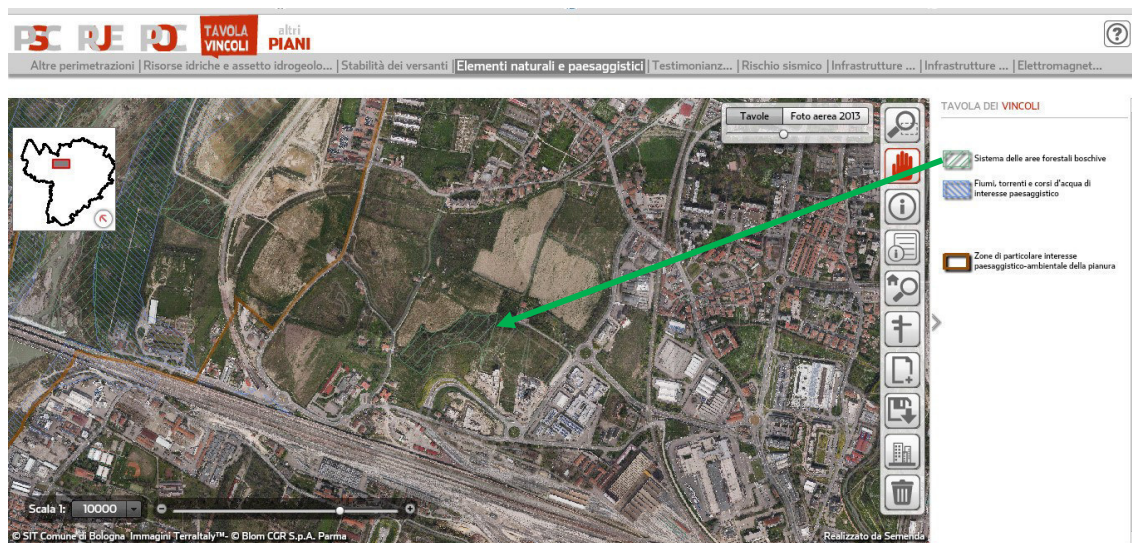 PSC RUE POC TAVOLA VINCOLI altri PIANI
?
Altre perimetrazioni | Risorse idriche e assetto idrogeolo... | Stabilità dei versanti | Elementi naturali e paesaggistici | Testimonianz... | Rischio sismico | Infrastrutture ... | Infrastrutture ... | Elettromagnet...
Tavole Foto aerea 2013
TAVOLA DEI VINCOLI
Sistema delle aree forestali boschive
Fiumi, torrenti e corsi d'acqua di
interesse paesaggistico
Zone di particolare interesse
paesaggistico-ambientale della pianura
Scala 1: 10000
© SIT Comune di Bologna Immagini TerraItaly™- © Blom CGR S.p.A. Parma
Realizzato da Semenda